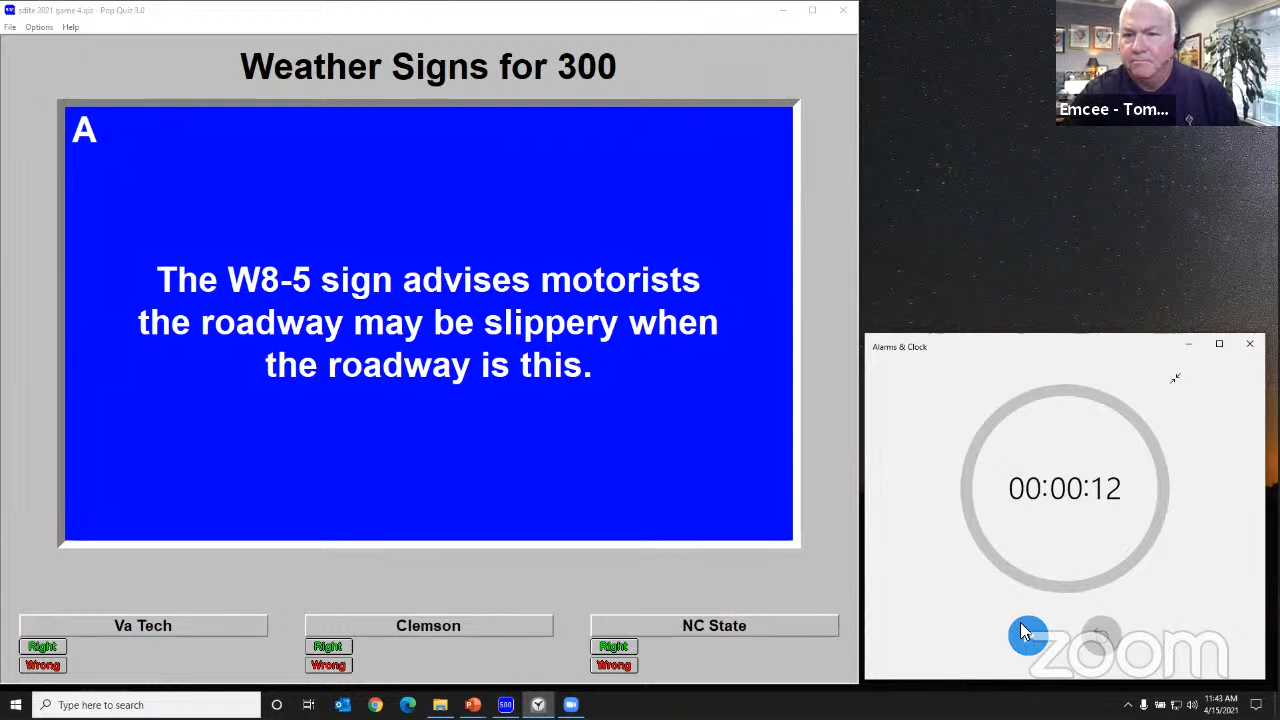 sdite 2021 game 4.qiz - Pop Quiz 3.0
File Options Help
Weather Signs for 300
A
The W8-5 sign advises motorists
the roadway may be slippery when
the roadway is this.
Va Tech
Right
Wrong
Clemson
Right
Wrong
NC State
Right
Wrong
Emcee - Tom...
Alarms & Clock
00:00:12
zoom
Type here to search
500
11:43 AM
4/15/2021